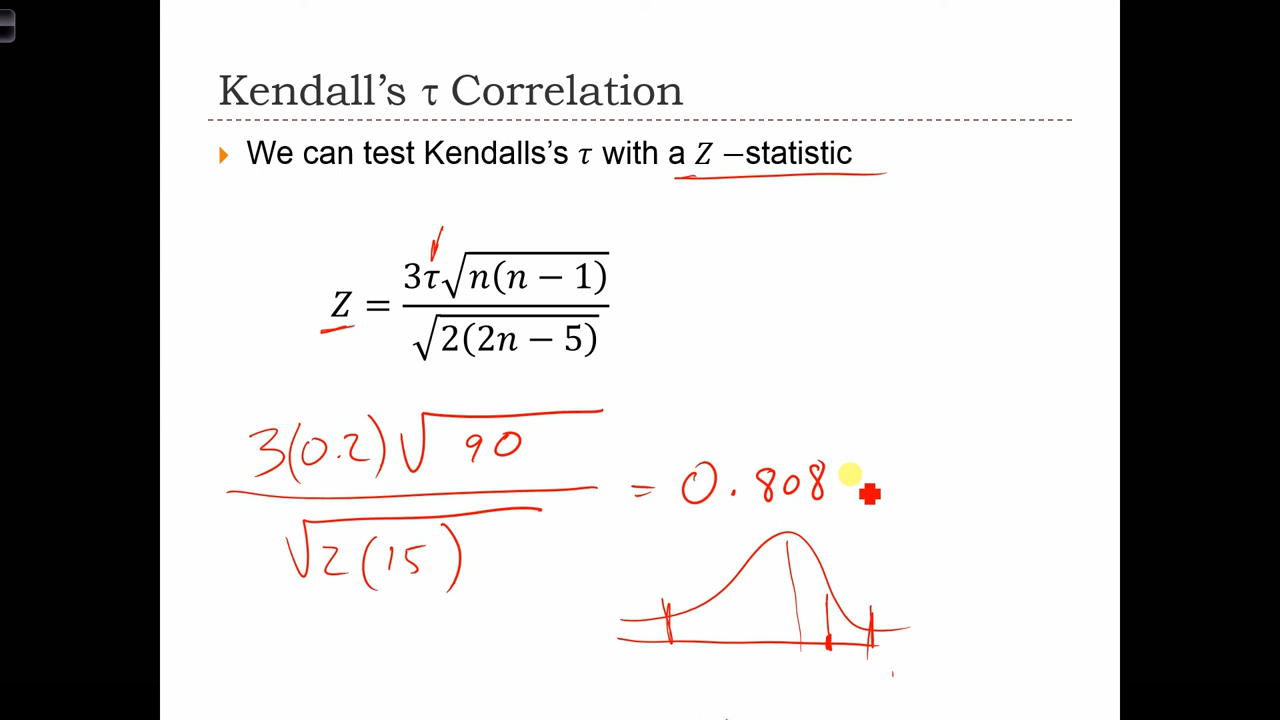 Kendall’s τ Correlation
We can test Kendalls’s τ with a Z −statistic
Z = 3τ√n(n − 1) / √2(2n − 5)
3(0.2)√90 / √2(15) = 0.808